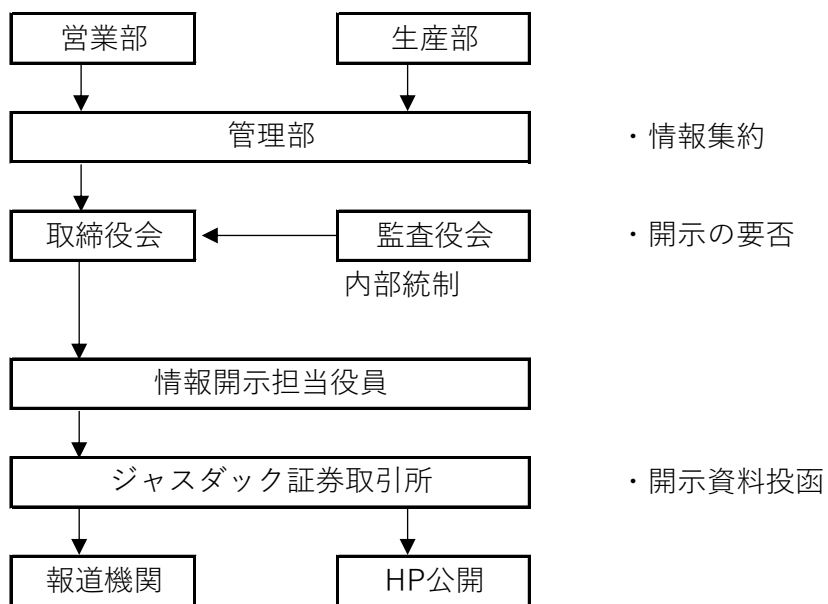 営業部
生産部
管理部
・情報集約
取締役会
監査役会
・開示の要否
内部統制
情報開示担当役員
ジャスダック証券取引所
・開示資料投函
報道機関
HP公開